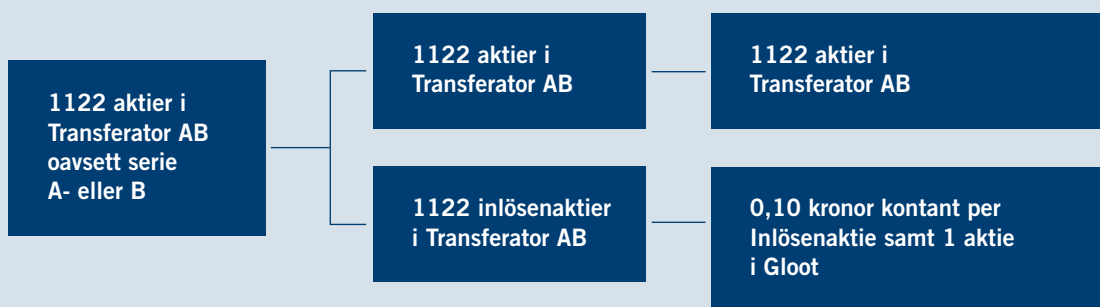 1122 aktier i
Transferator AB
oavsett serie
A- eller B
1122 aktier i
Transferator AB
1122 aktier i
Transferator AB
1122 inlösenaktier
i Transferator AB
0,10 kronor kontant per
Inlösenaktie samt 1 aktie
i Gloot